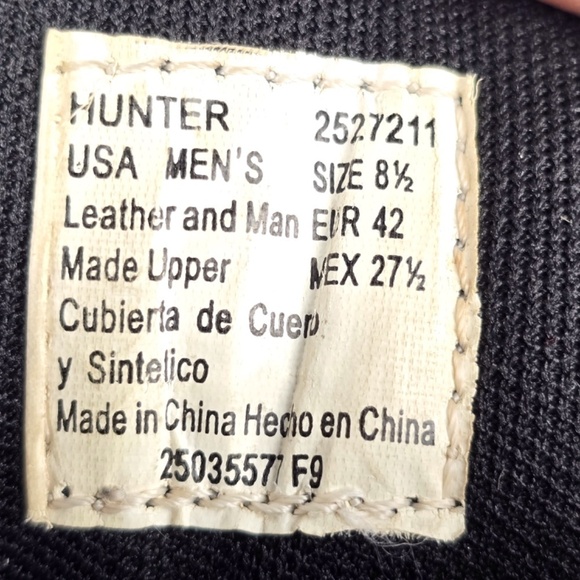 HUNTER 2527211
USA MEN'S SIZE 8½
Leather and Man EUR 42
Made Upper MEX 27½
Cubierta de Cuero
y Sintetico
Made in China Hecho en China
25035577 F9